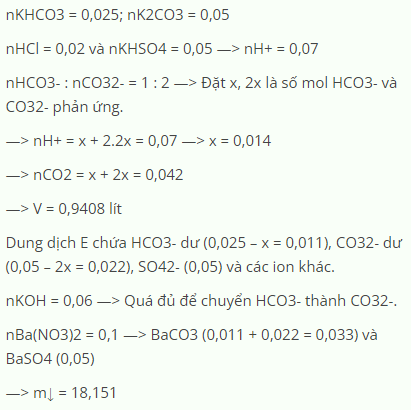 nKHCO3 = 0,025; nK2CO3 = 0,05
nHCl = 0,02 và nKHSO4 = 0,05 —> nH+ = 0,07
nHCO3- : nCO32- = 1 : 2 —> Đặt x, 2x là số mol HCO3- và
CO32- phản ứng.
—> nH+ = x + 2.2x = 0,07 —> x = 0,014
—> nCO2 = x + 2x = 0,042
—> V = 0,9408 lít
Dung dịch E chứa HCO3- dư (0,025 – x = 0,011), CO32- dư
(0,05 – 2x = 0,022), SO42- (0,05) và các ion khác.
nKOH = 0,06 —> Quá đủ để chuyển HCO3- thành CO32-.
nBa(NO3)2 = 0,1 —> BaCO3 (0,011 + 0,022 = 0,033) và
BaSO4 (0,05)
—> m↓ = 18,151